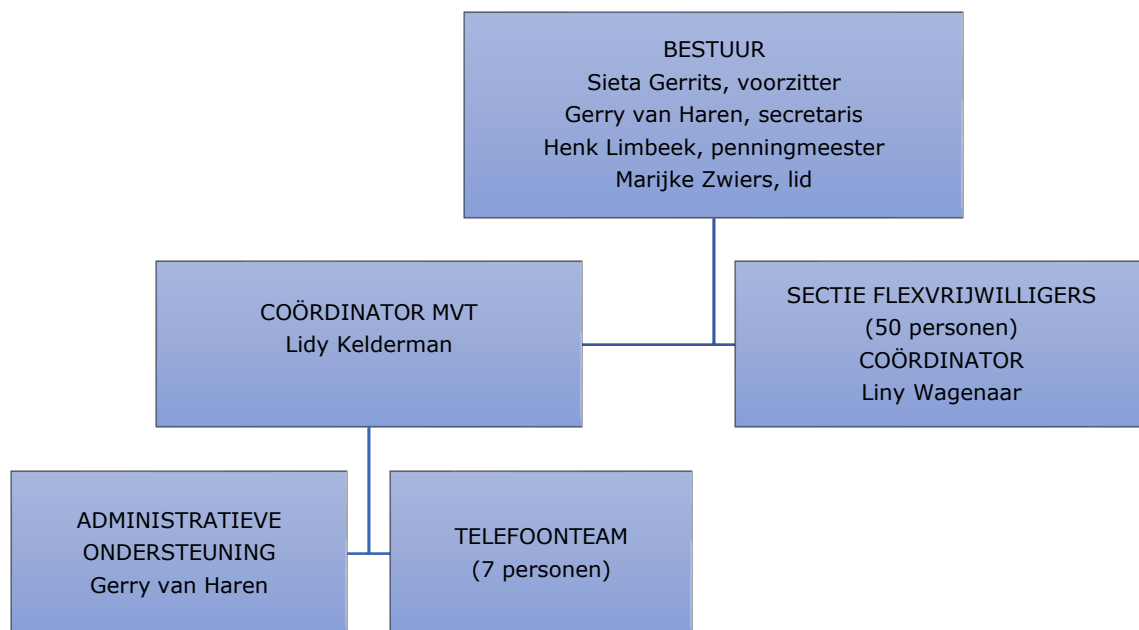 BESTUUR
Sieta Gerrits, voorzitter
Gerry van Haren, secretaris
Henk Limbeek, penningmeester
Marijke Zwiers, lid
COÖRDINATOR MVT
Lidy Kelderman
SECTIE FLEXVRIJWILLIGERS
(50 personen)
COÖRDINATOR
Liny Wagenaar
ADMINISTRATIEVE
ONDERSTEUNING
Gerry van Haren
TELEFOONTEAM
(7 personen)